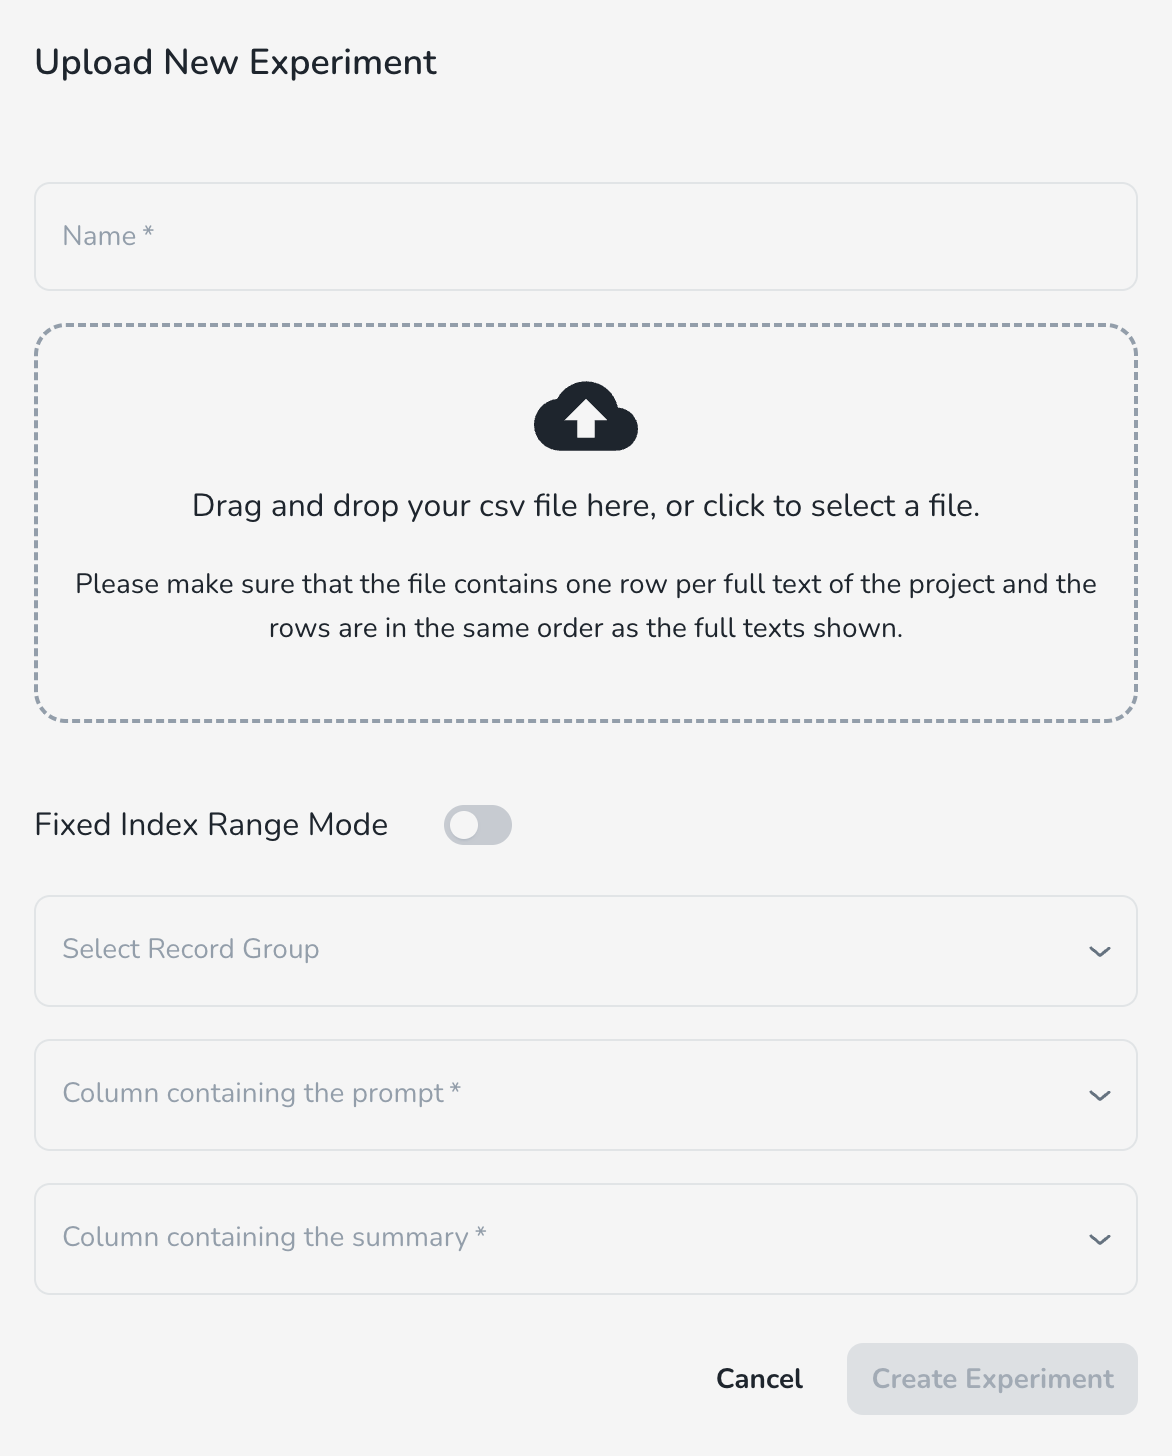 Upload New Experiment
Name *
Drag and drop your csv file here, or click to select a file.
Please make sure that the file contains one row per full text of the project and the
rows are in the same order as the full texts shown.
Fixed Index Range Mode
Select Record Group
Column containing the prompt *
Column containing the summary *
Cancel
Create Experiment